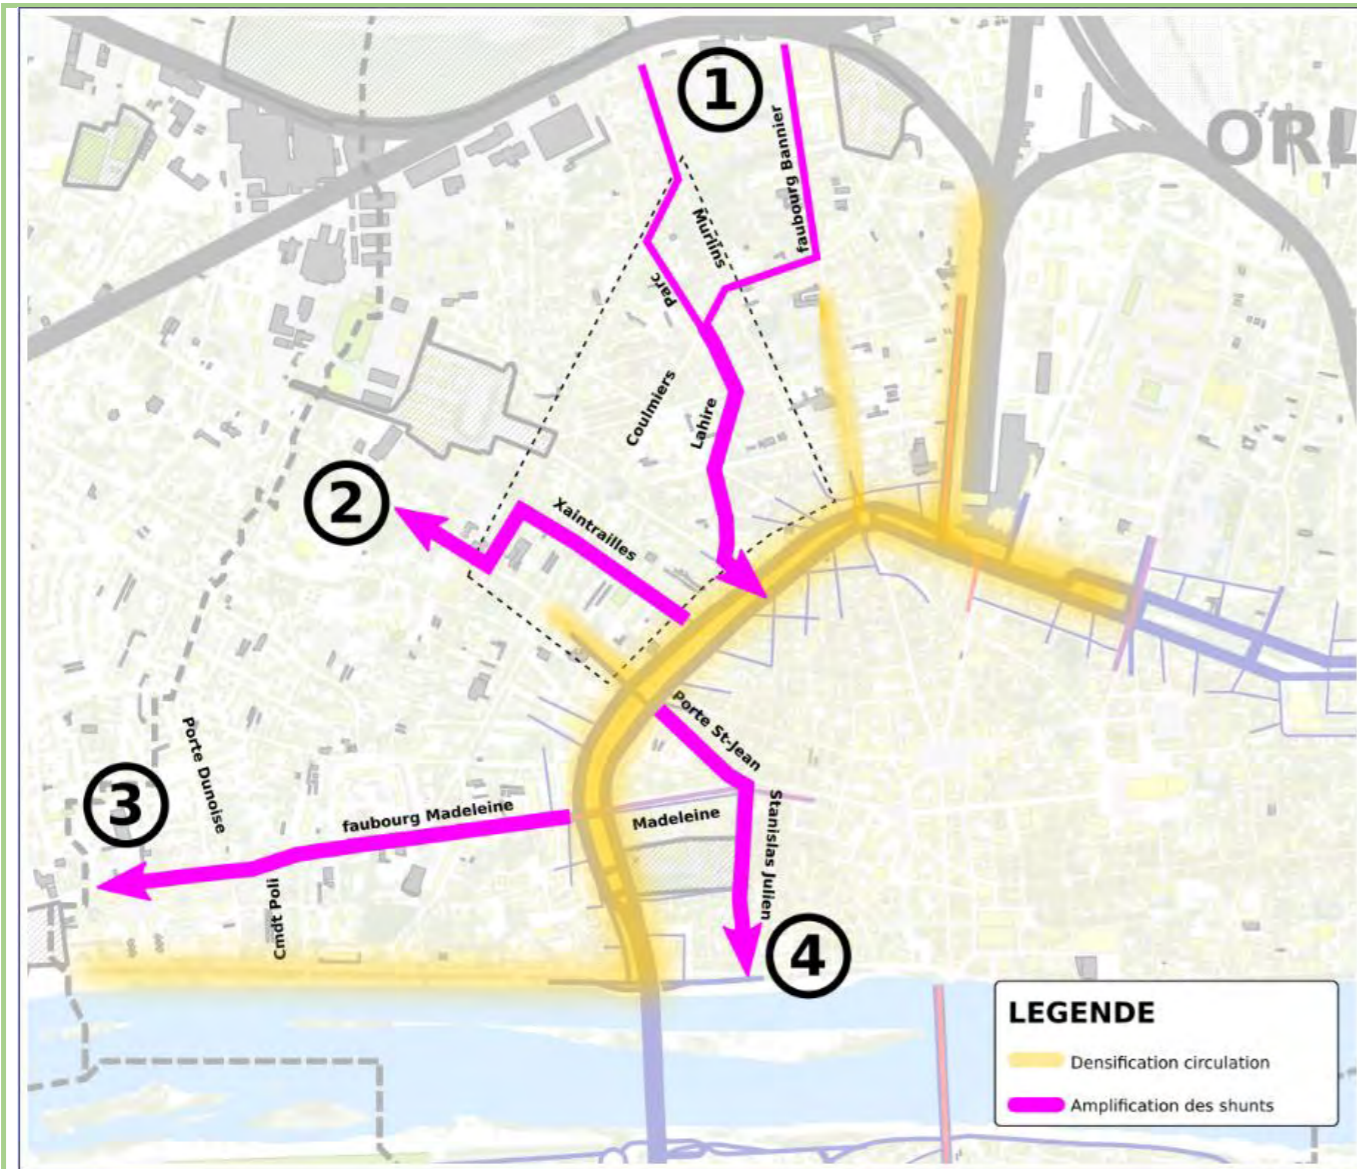 1
ORL
faubourg Bannier
Murlins
Parc
Coulmiers
Lahire
2
Xaintrailles
Porte St-Jean
Porte Dunoise
3
faubourg Madeleine
Madeleine
Stanislas Julien
Cmdt Poli
4
LEGENDE
Densification circulation
Amplification des shunts